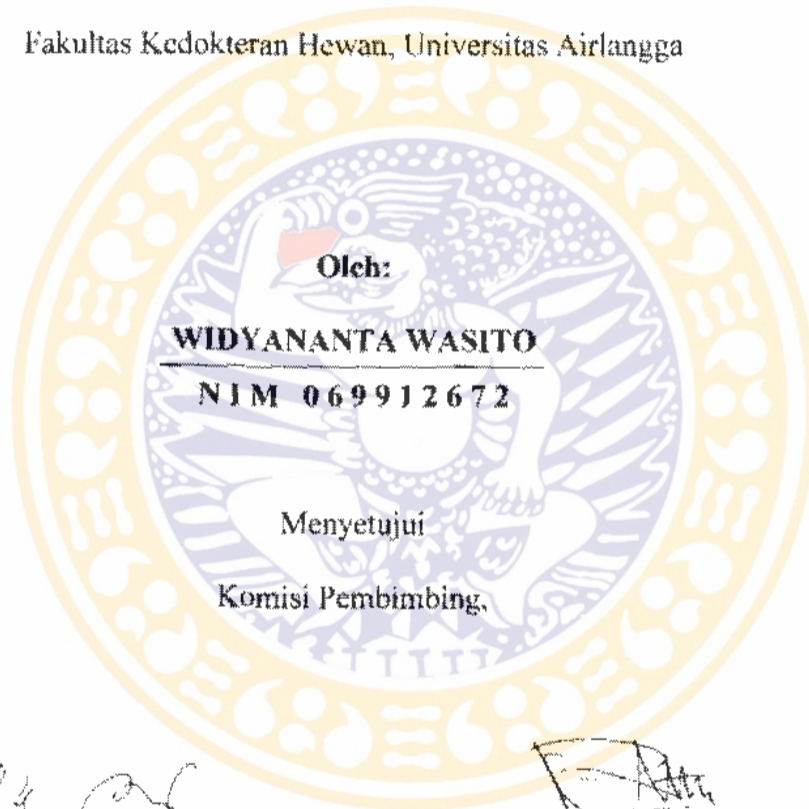 Fakultas Kedokteran Hewan, Universitas Airlangga
Oleh:
WIDYANANTA WASITO
NIM 069912672
Menyetujui
Komisi Pembimbing,